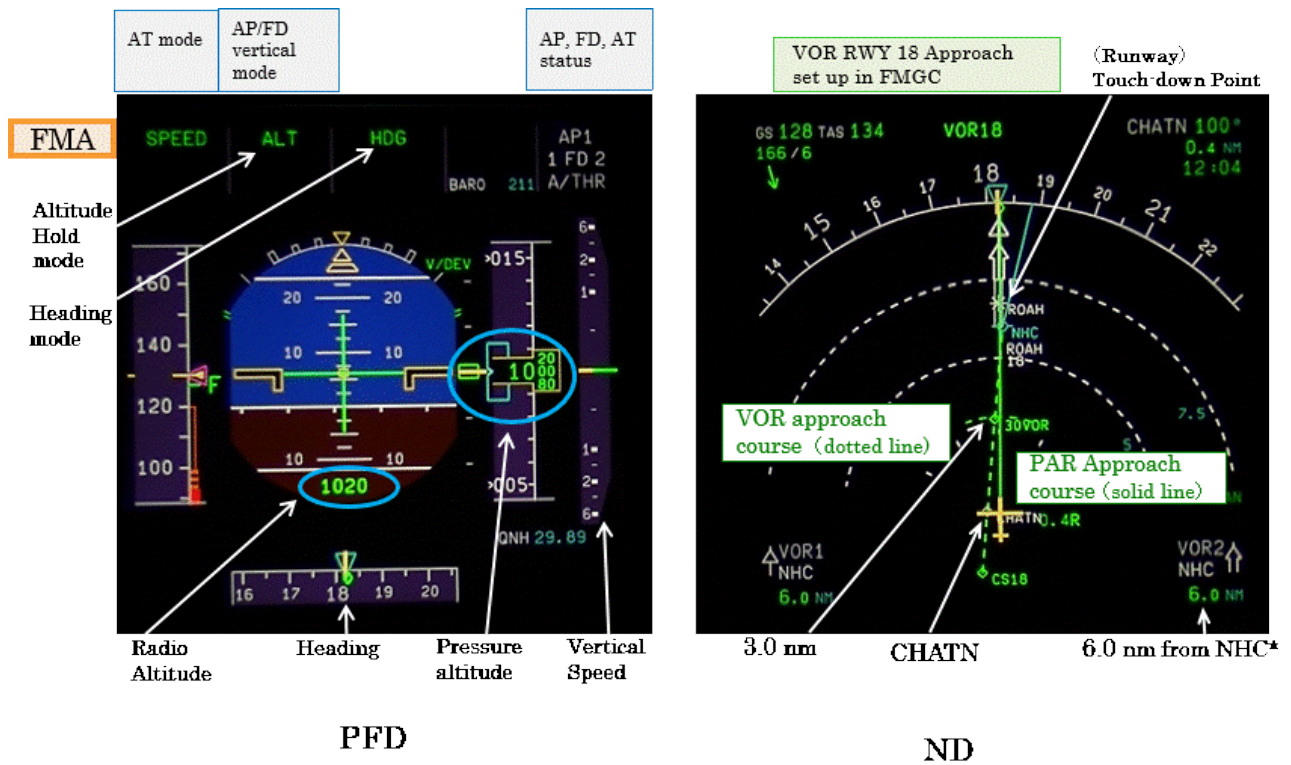 AT mode
AP/FD
vertical
mode
AP, FD, AT
status
VOR RWY 18 Approach
set up in FMGC
(Runway)
Touch-down Point
FMA
SPEED
ALT
HDG
AP1
1 FD 2
A/THR
BARO 211
Altitude
Hold
mode
Heading
mode
160
140
120
100
F
20 20
10 10
10 10
1020
V/DEV
015
10
20
00
80
005
6
2
1
1
2
6
QNH 29.89
16 17 18 19 20
Radio
Altitude
Heading
Pressure
altitude
Vertical
Speed
PFD
GS 128 TAS 134
166/6
VOR18
CHATN 100°
0.4 NM
12:04
14 15 16 17 18 19 20 21 22
ROAH
NHC
ROAH
18
VOR approach
course (dotted line)
30VOR
7.5
5
PAR Approach
course (solid line)
CHATN 0.4R
CS18
VOR1
NHC
6.0 NM
VOR2
NHC
6.0 NM
3.0 nm
CHATN
6.0 nm from NHC*
ND